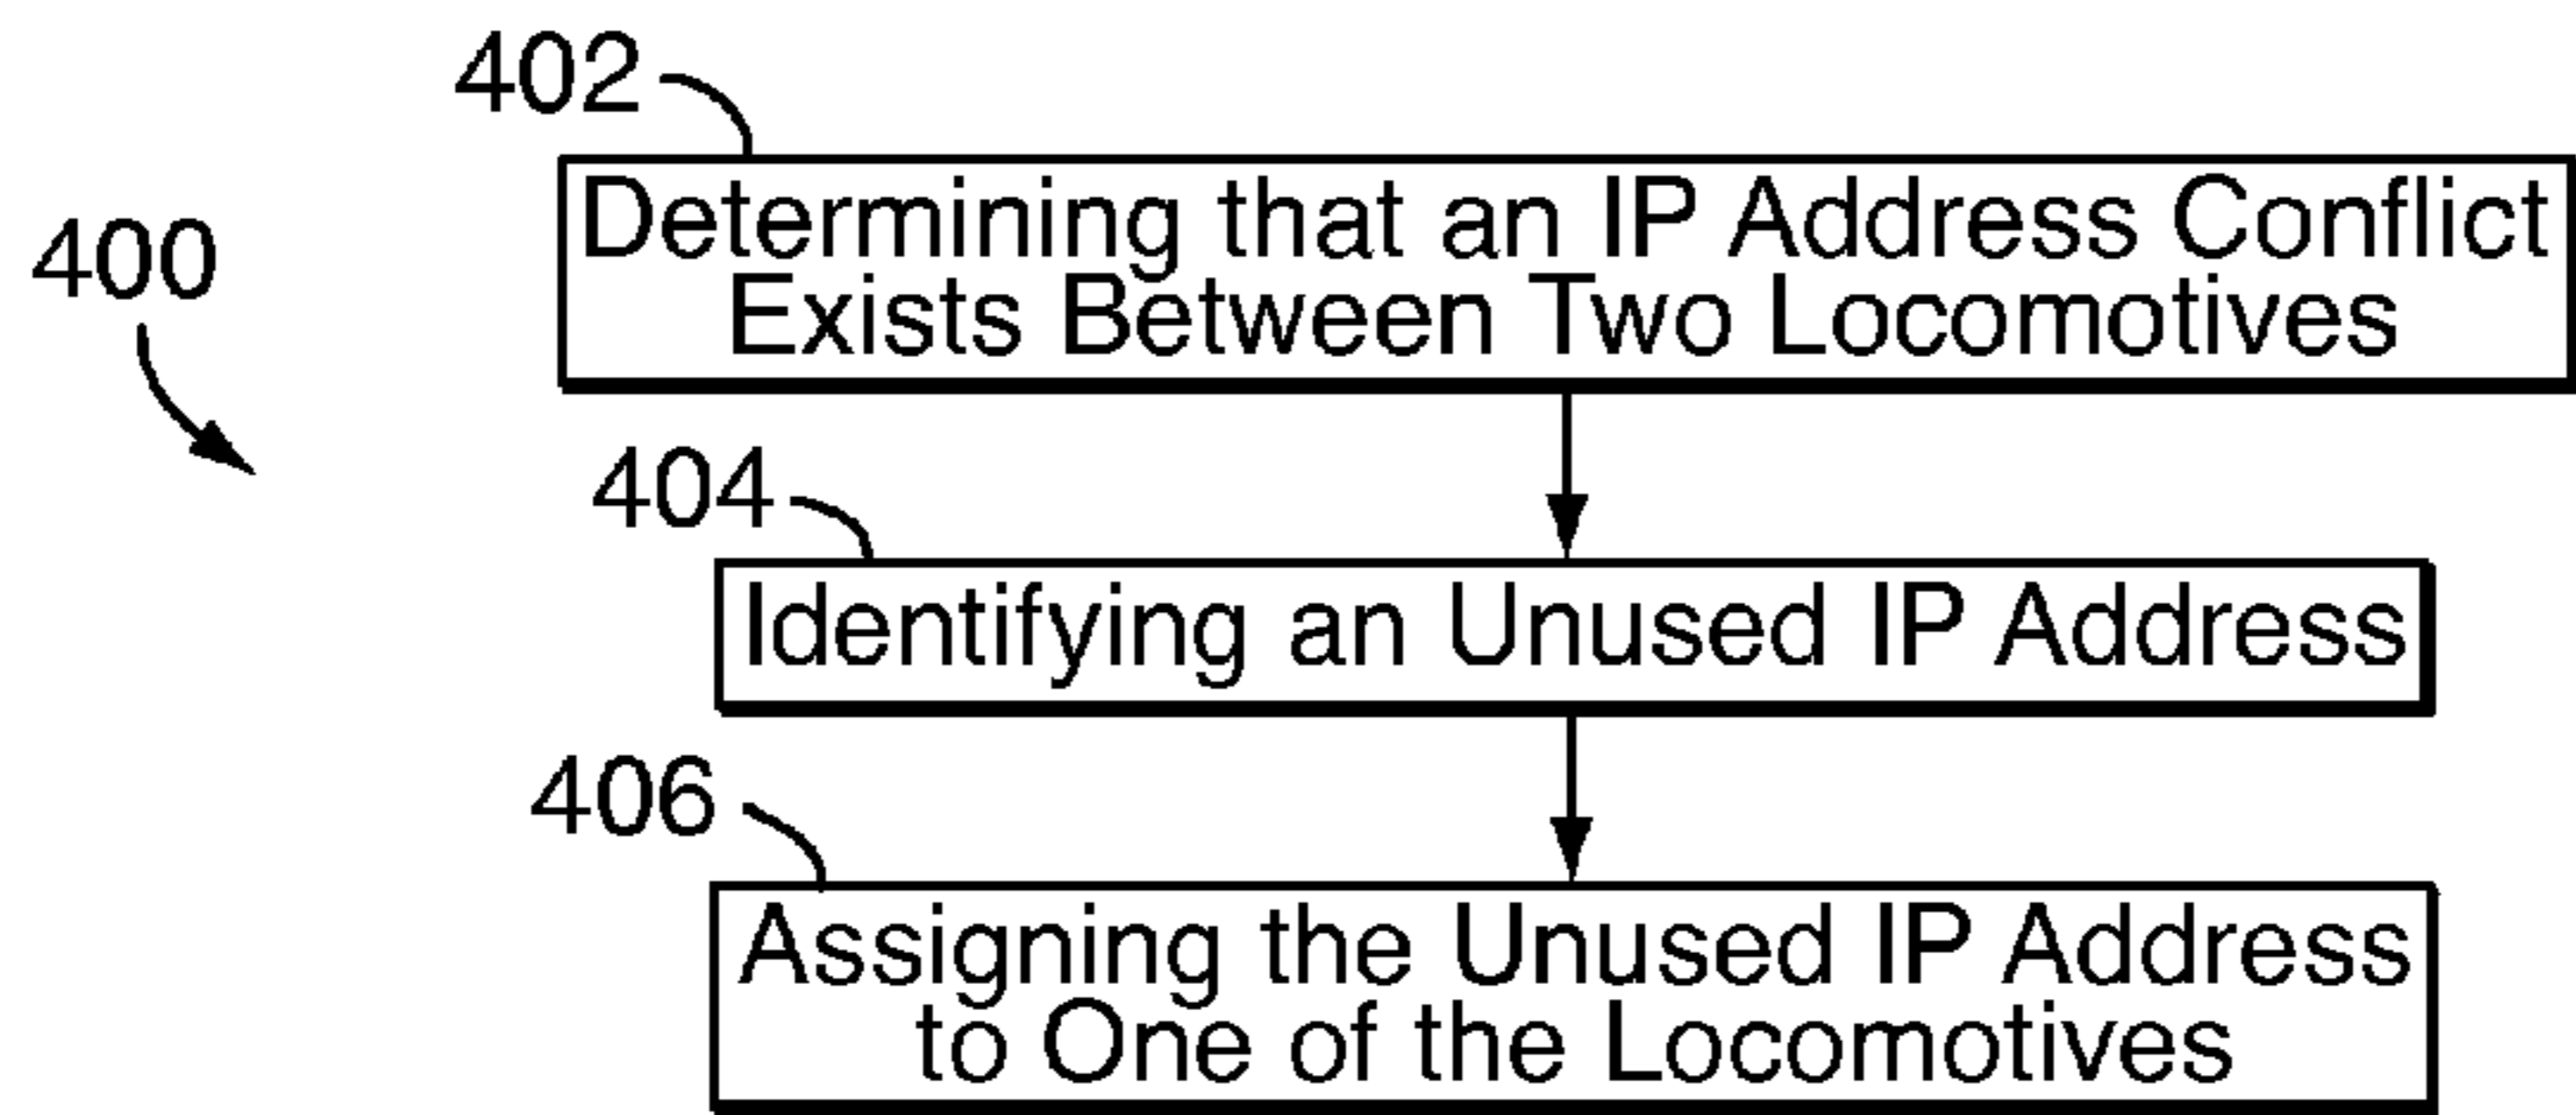 402
Determining that an IP Address Conflict
Exists Between Two Locomotives
400
404
Identifying an Unused IP Address
406
Assigning the Unused IP Address
to One of the Locomotives